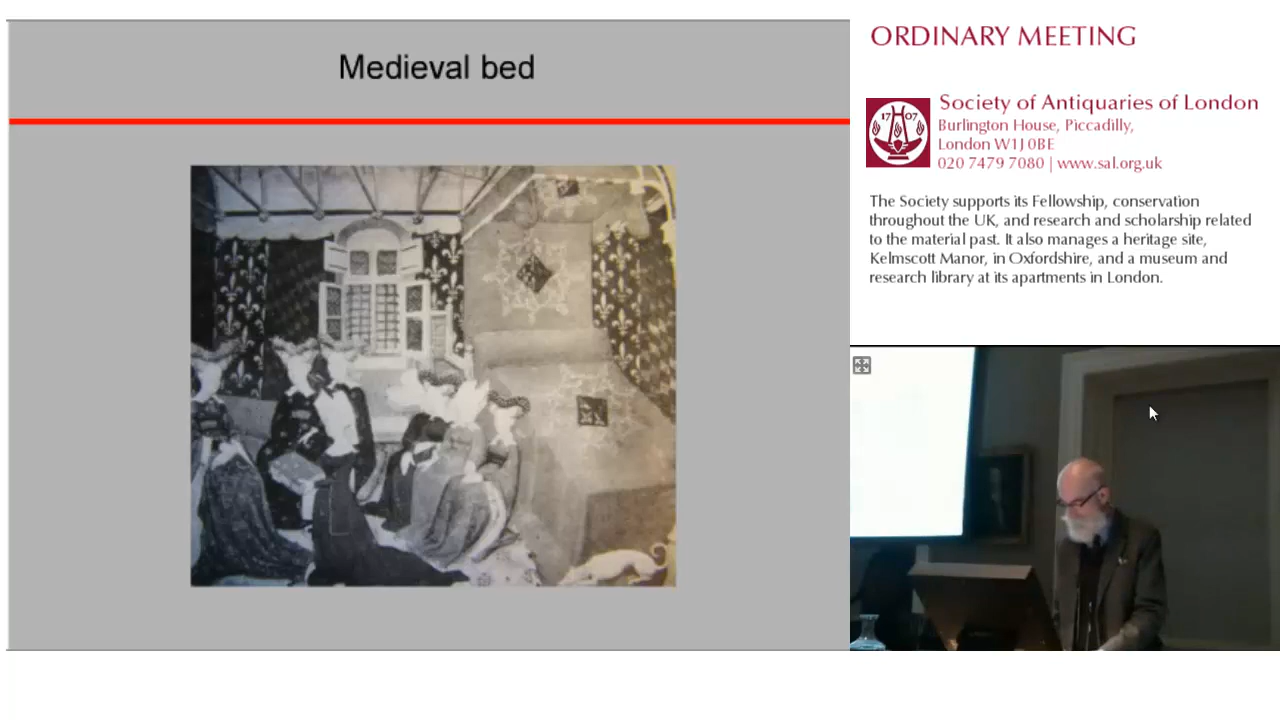 Medieval bed
ORDINARY MEETING
17 07
Society of Antiquaries of London
Burlington House, Piccadilly,
London W1J 0BE
020 7479 7080 | www.sal.org.uk
The Society supports its Fellowship, conservation
throughout the UK, and research and scholarship related
to the material past. It also manages a heritage site,
Kelmscott Manor, in Oxfordshire, and a museum and
research library at its apartments in London.